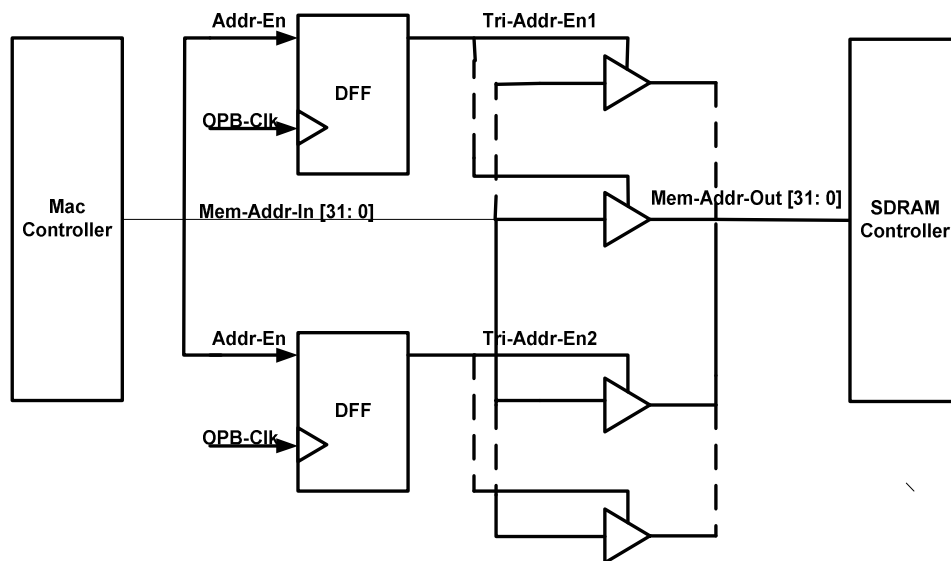 Addr-En
Tri-Addr-En1
DFF
OPB-Clk
Mac
Controller
Mem-Addr-In [31: 0]
Mem-Addr-Out [31: 0]
SDRAM
Controller
Addr-En
Tri-Addr-En2
DFF
OPB-Clk